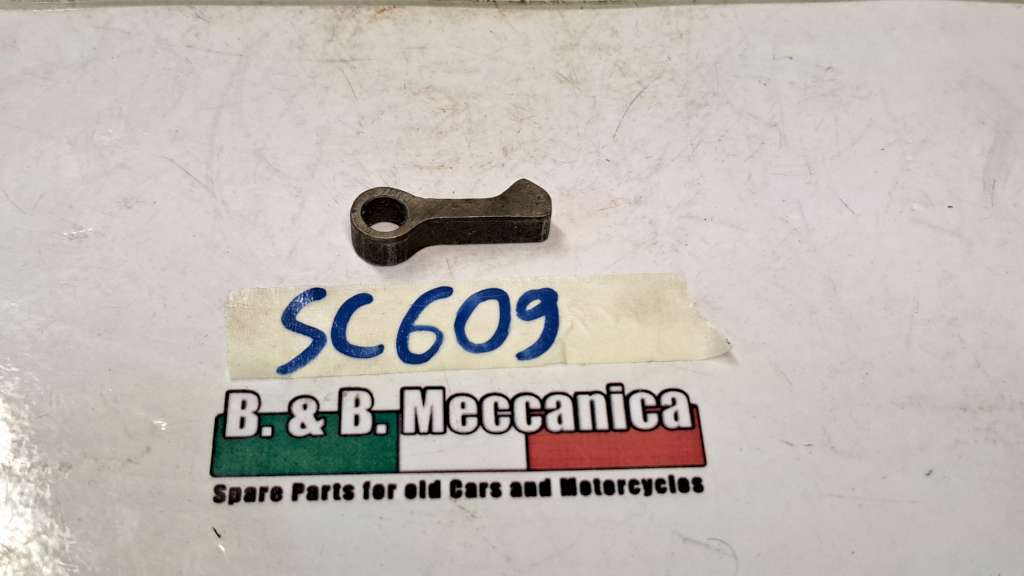 SC609
B. & B. Meccanica
Spare Parts for old Cars and Motorcycles